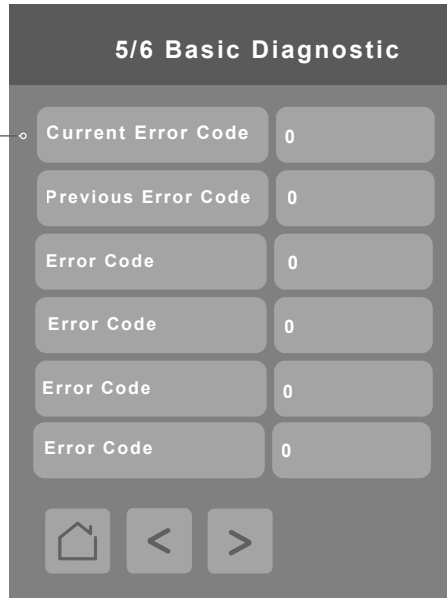 5/6 Basic Diagnostic
Current Error Code 0
Previous Error Code 0
Error Code 0
Error Code 0
Error Code 0
Error Code 0
< >